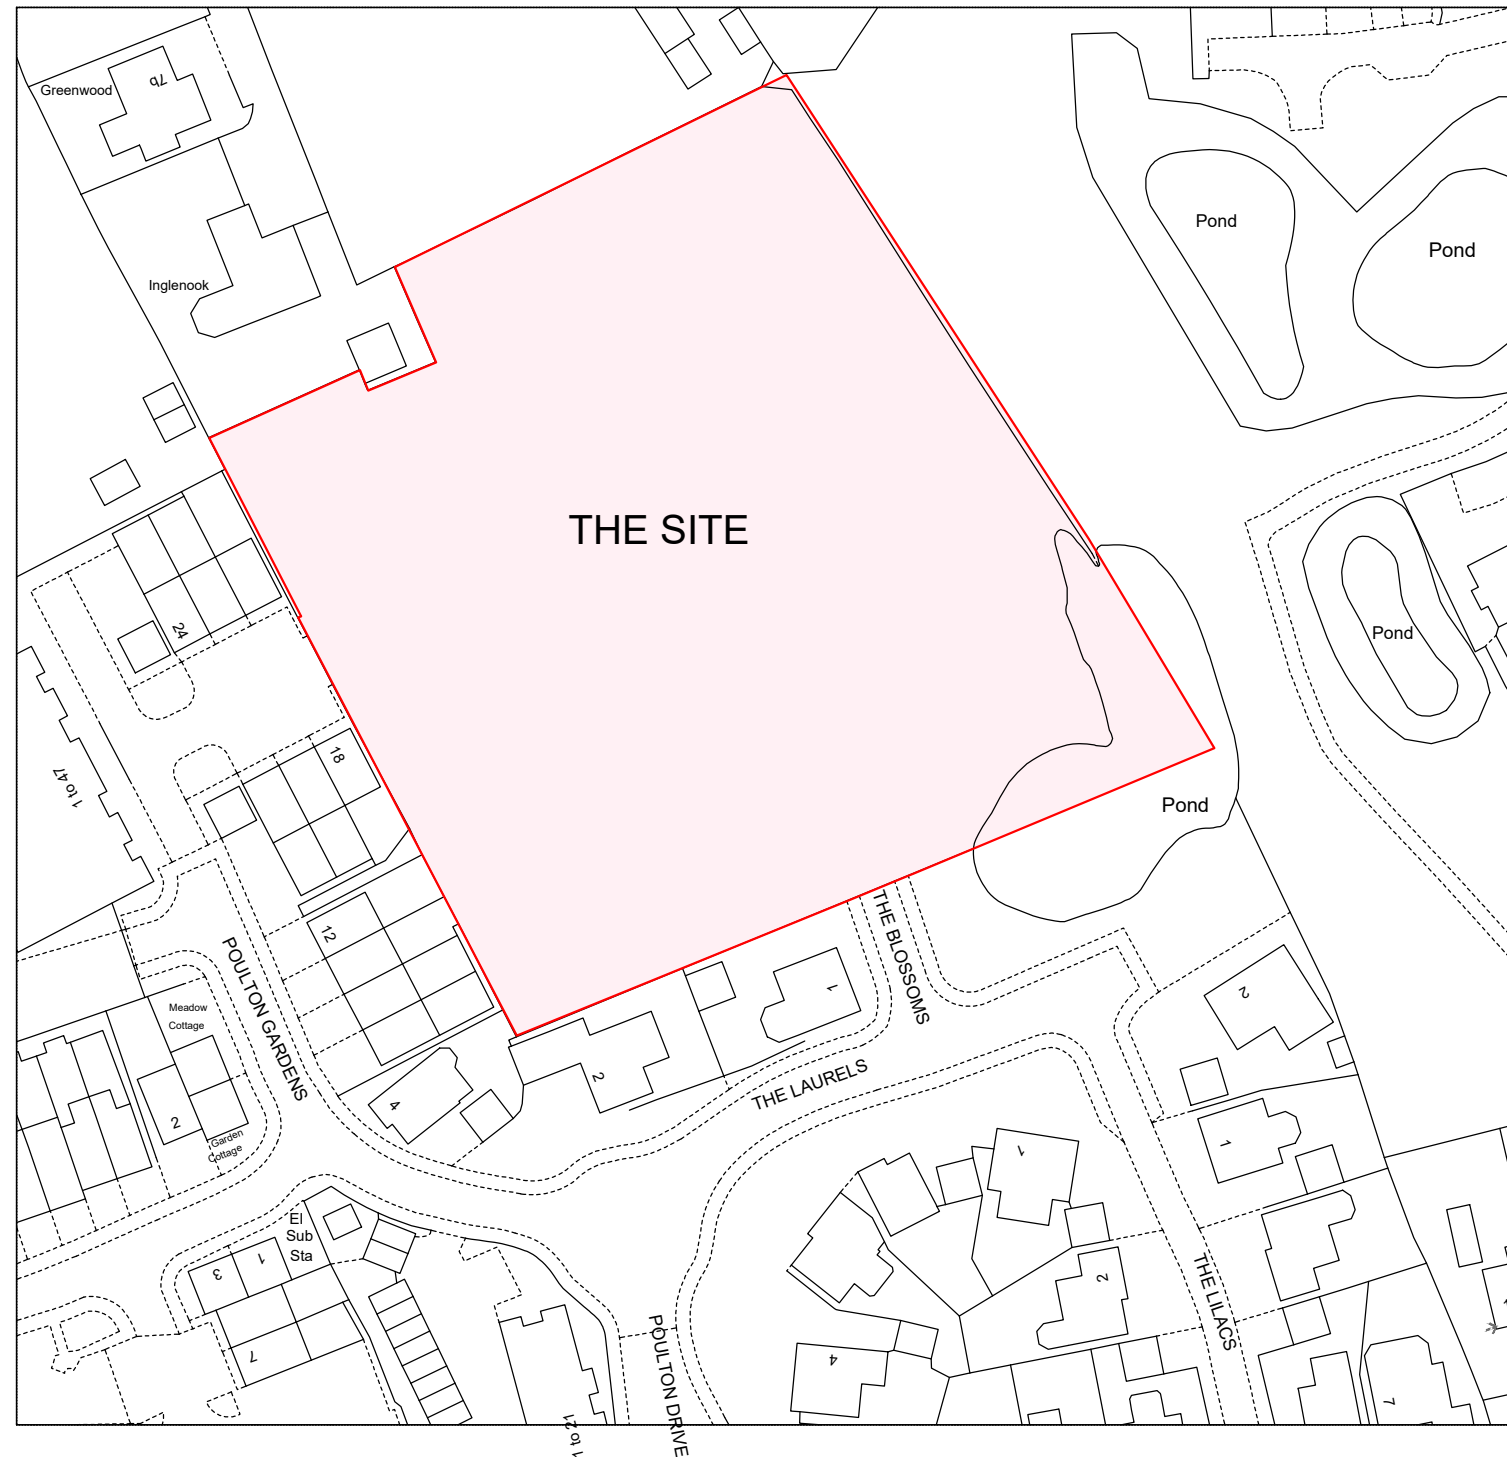 Greenwood
7b
Inglenook
Pond
Pond
THE SITE
24
Pond
18
1 to 47
Pond
12
THE BLOSSOMS
POULTON GARDENS
1
2
Meadow
Cottage
2
THE LAURELS
4
2
Garden
Cottage
1
1
El
Sub
Sta
3
1
2
THE LILACS
7
POULTON DRIVE
4
7
1 to 21